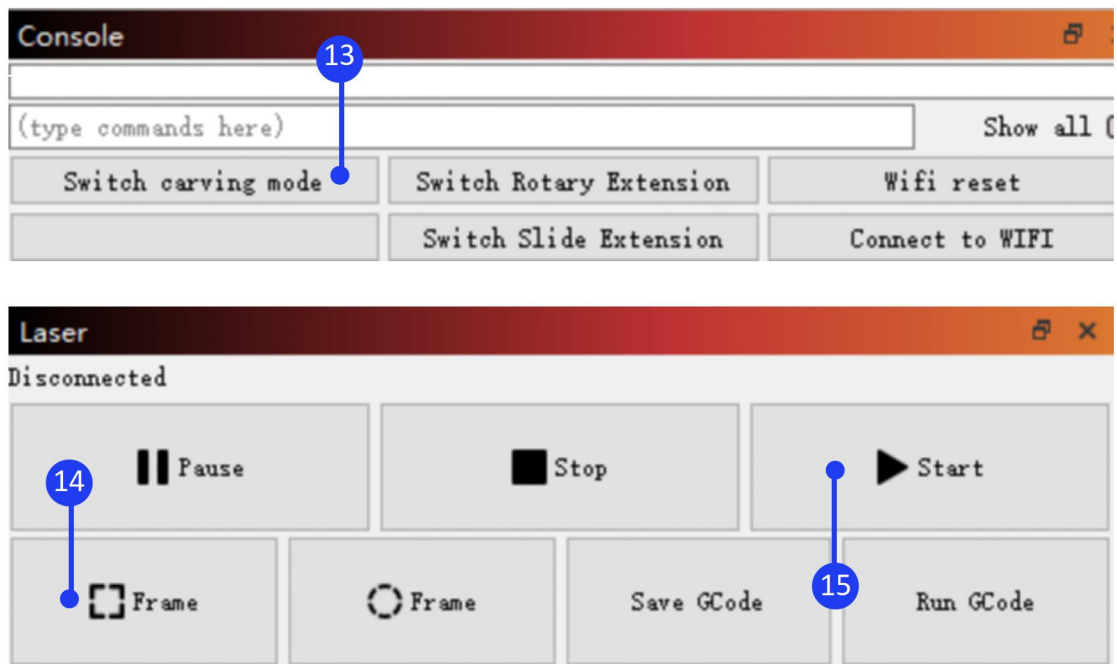 Console
13
(type commands here) Show all
Switch carving mode Switch Rotary Extension Wifi reset
Switch Slide Extension Connect to WIFI
Laser
Disconnected
Pause Stop Start
14
Frame Frame Save GCode Run GCode
15